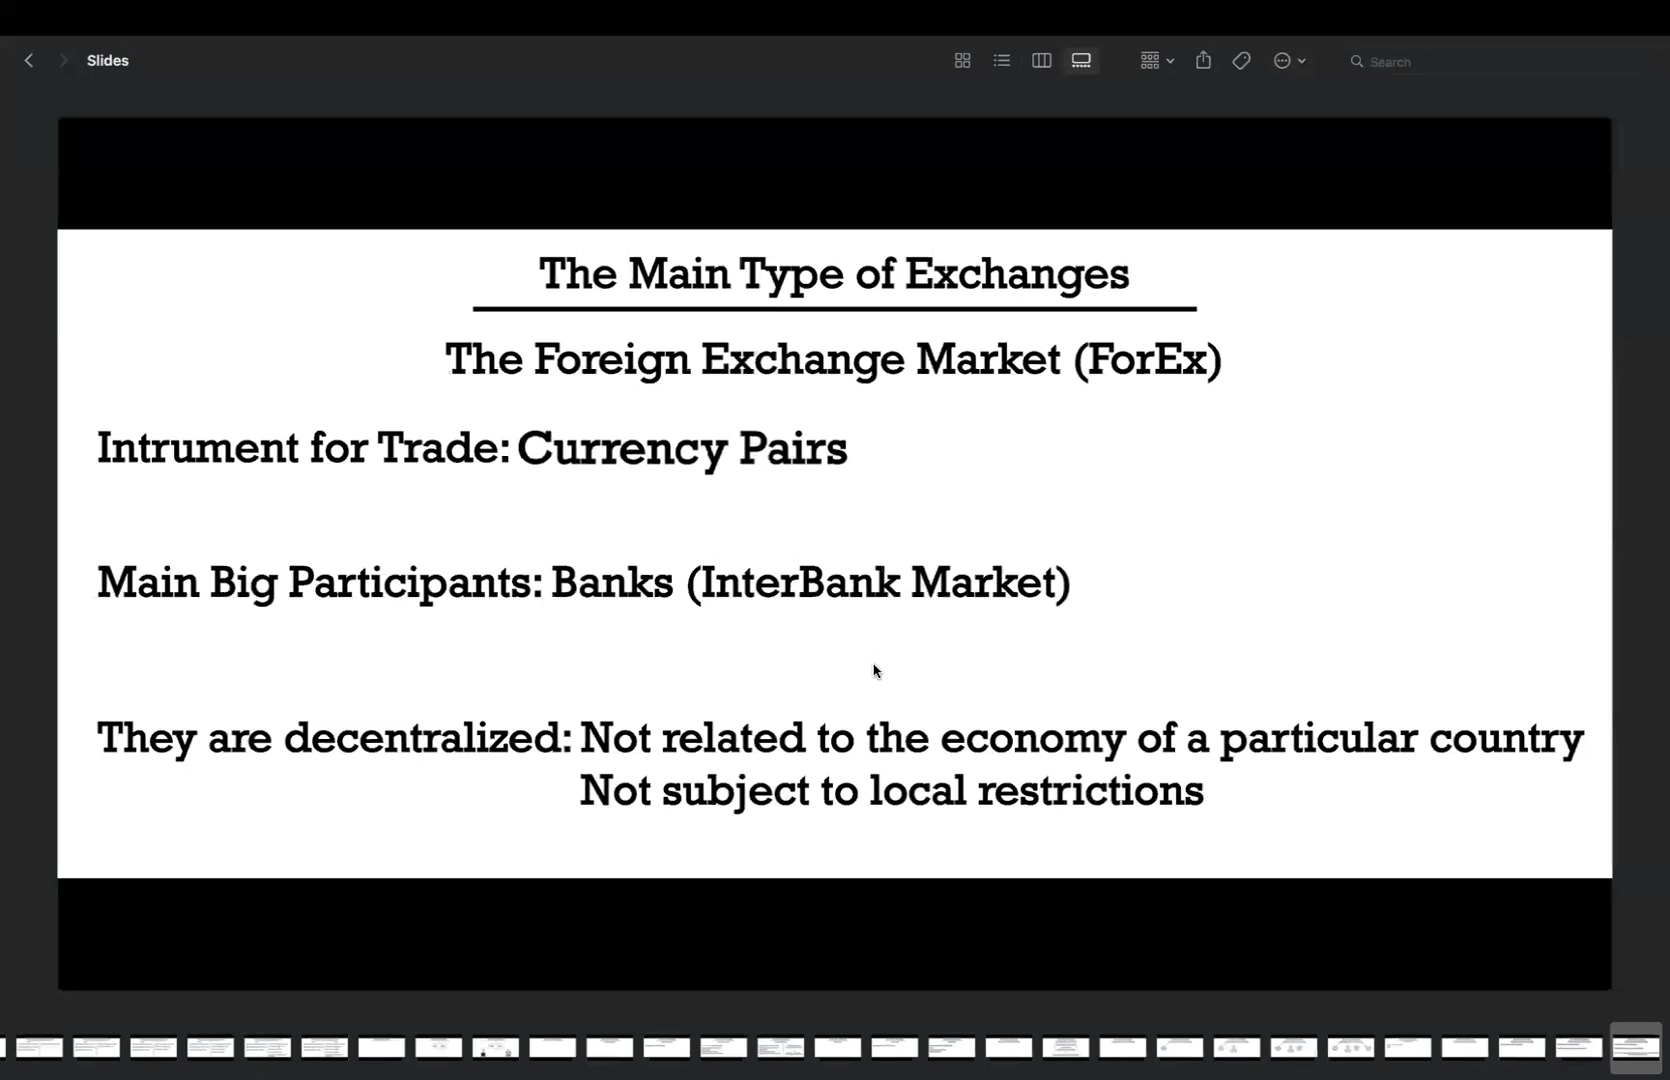 Slides
Search
The Main Type of Exchanges
The Foreign Exchange Market (ForEx)
Intrument for Trade: Currency Pairs
Main Big Participants: Banks (InterBank Market)
They are decentralized: Not related to the economy of a particular country
Not subject to local restrictions